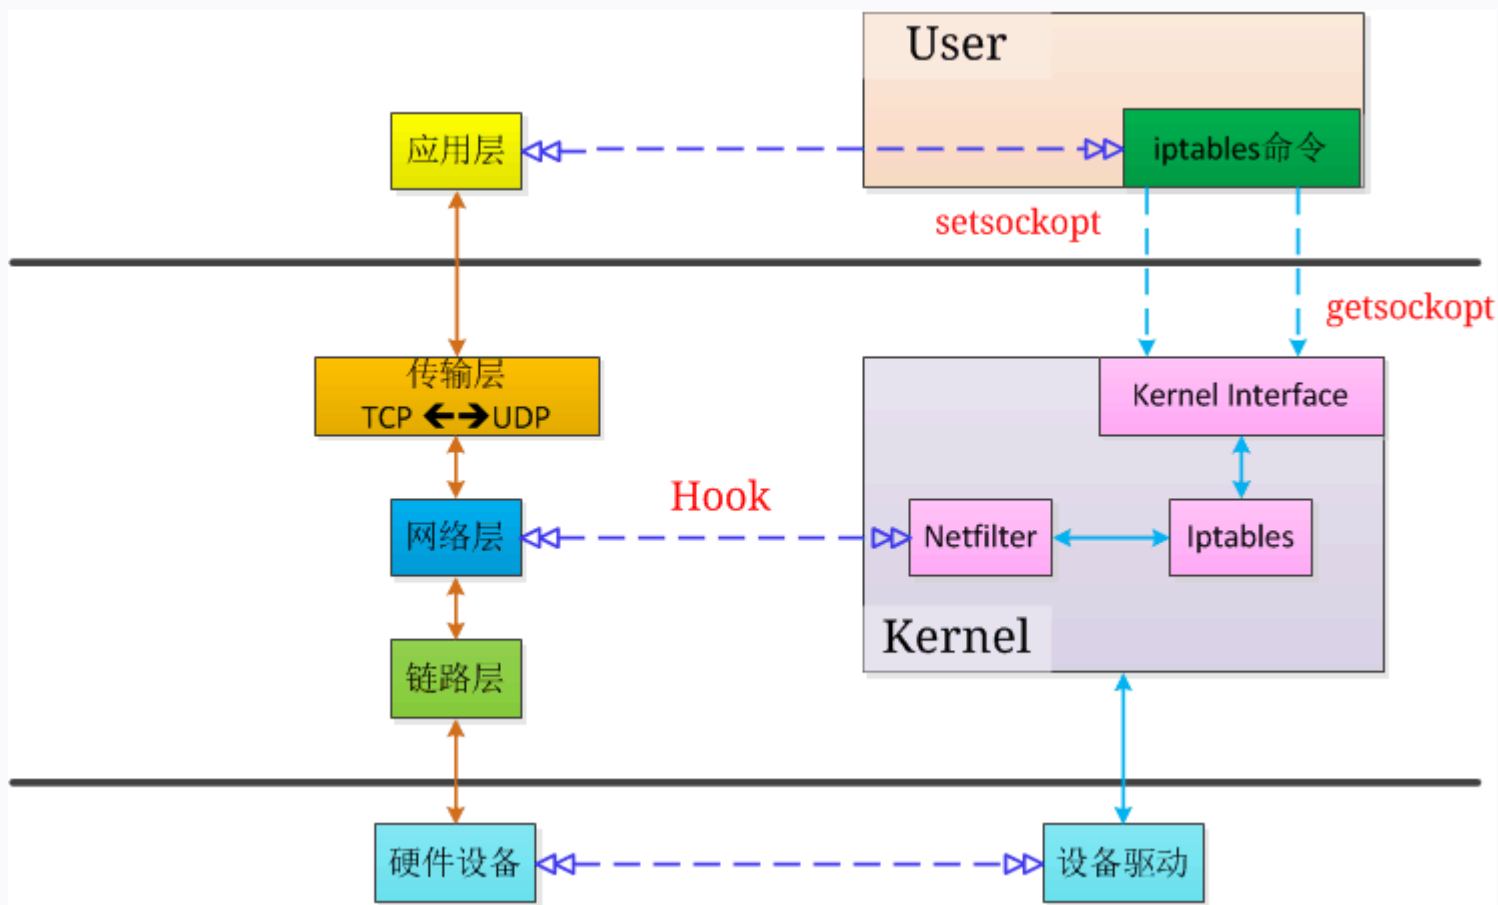 User
应用层
iptables命令
setsockopt
getsockopt
传输层
TCP 🡨🡪UDP
Kernel Interface
Hook
网络层
Netfilter
Iptables
Kernel
链路层
硬件设备
设备驱动